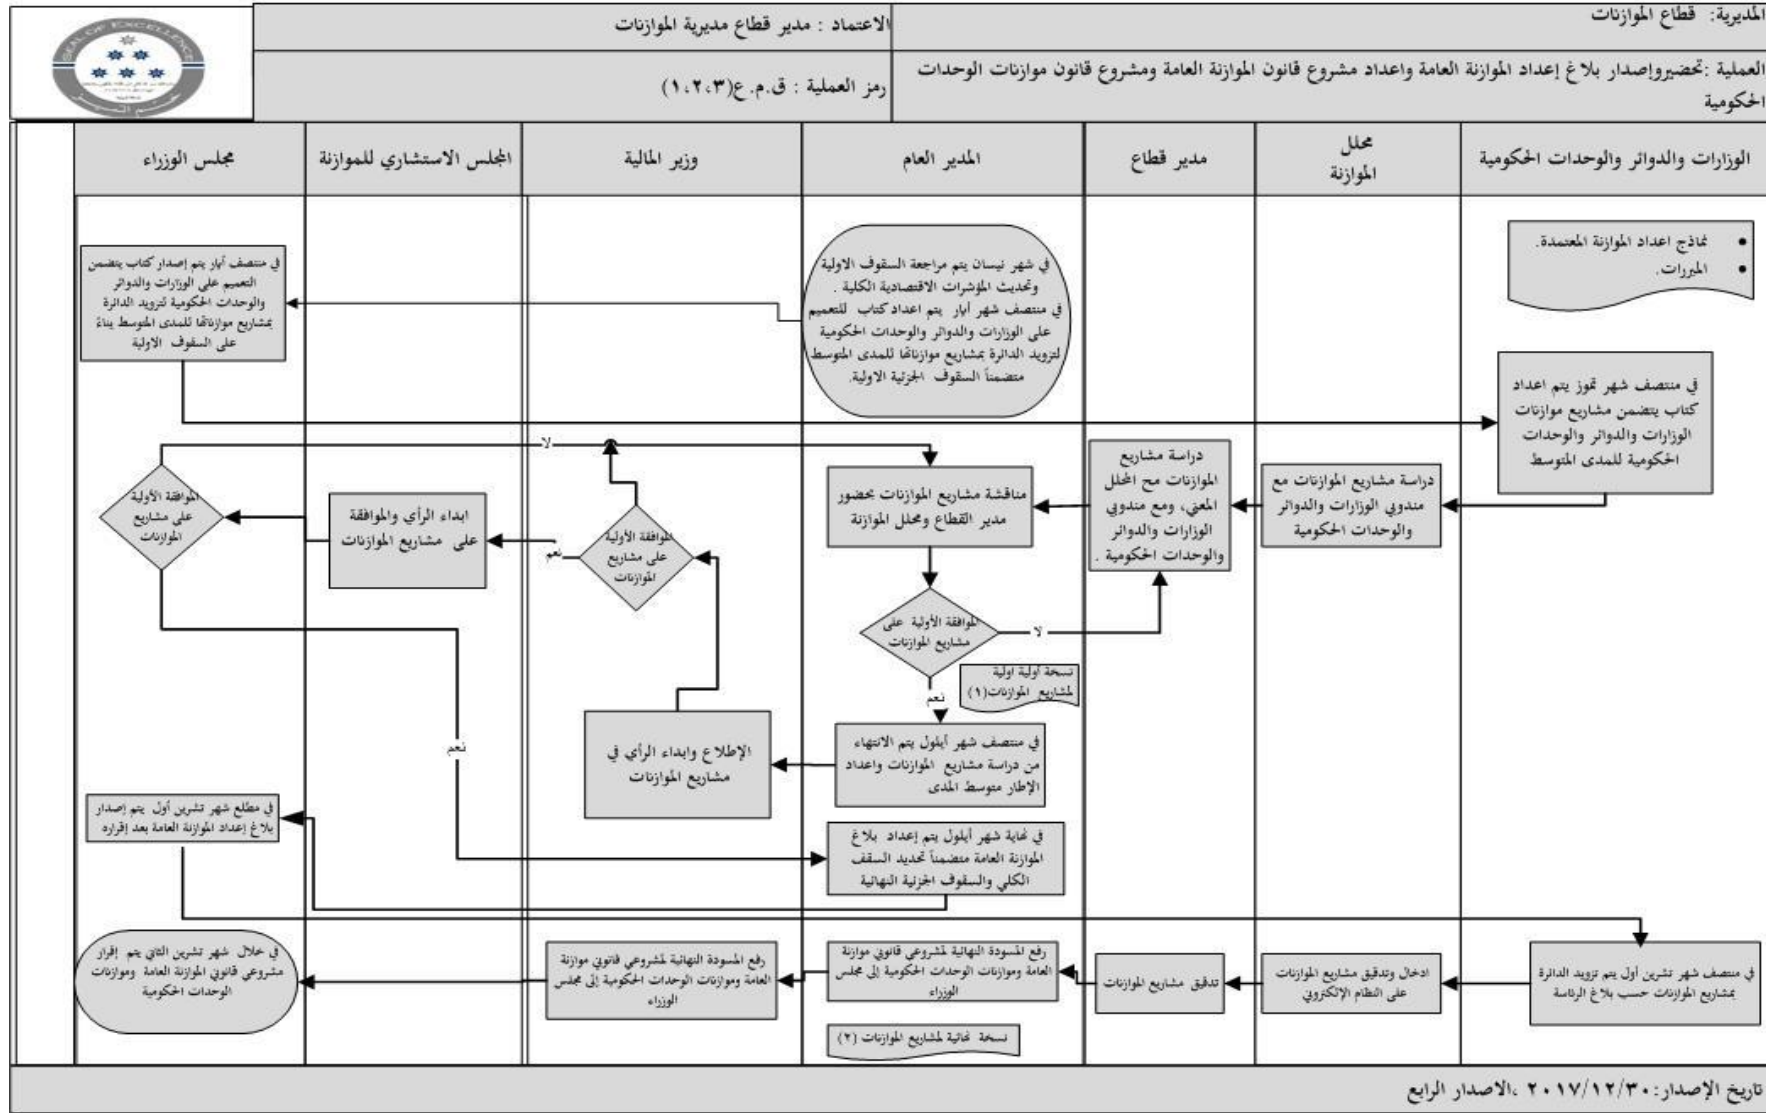 المديرية: قطاع الموازنات
الاعتماد : مدير قطاع مديرية الموازنات
SEAL OF EXCELLENCE
ختم التميز
العملية :تحضيروإصدار بلاغ إعداد الموازنة العامة واعداد مشروع قانون الموازنة العامة ومشروع قانون موازنات الوحدات
الحكومية
رمز العملية : ق.م.ع(١،٢،٣)
الوزارات والدوائر والوحدات الحكومية
محلل
الموازنة
مدير قطاع
المدير العام
وزير المالية
المجلس الاستشاري للموازنة
مجلس الوزراء
• نماذج اعداد الموازنة المعتمدة.
• المبررات.
في شهر نيسان يتم مراجعة السقوف الاولية
وتحديث المؤشرات الاقتصادية الكلية .
في منتصف شهر أيار يتم اعداد كتاب للتعميم
على الوزارات والدوائر والوحدات الحكومية
لتزويد الدائرة بمشاريع موازناتها للمدى المتوسط
متضمناً السقوف الجزئية الاولية.
في منتصف أيار يتم إصدار كتاب يتضمن
التعميم على الوزارات والدوائر
والوحدات الحكومية لتزويد الدائرة
بمشاريع موازناتها للمدى المتوسط بناءً
على السقوف الاولية
في منتصف شهر تموز يتم اعداد
كتاب يتضمن مشاريع موازنات
الوزارات والدوائر والوحدات
الحكومية للمدى المتوسط
دراسة مشاريع الموازنات مع
مندوبي الوزارات والدوائر
والوحدات الحكومية
دراسة مشاريع
الموازنات مع المحلل
المعني، ومع مندوبي
الوزارات والدوائر
والوحدات الحكومية .
مناقشة مشاريع الموازنات بحضور
مدير القطاع ومحلل الموازنة
لا
الموافقة الأولية على
مشاريع الموازنات
لا
نعم
نسخة أولية اولية
لمشاريع الموازنات(١)
في منتصف شهر أيلول يتم الانتهاء
من دراسة مشاريع الموازنات واعداد
الإطار متوسط المدى
الإطلاع وابداء الرأي في
مشاريع الموازنات
الموافقة الأولية
على مشاريع
الموازنات
نعم
ابداء الرأي والموافقة
على مشاريع الموازنات
الموافقة الأولية
على مشاريع
الموازنات
نعم
في نهاية شهر أيلول يتم إعداد بلاغ
الموازنة العامة متضمناً تحديد السقف
الكلي والسقوف الجزئية النهائية
في مطلع شهر تشرين أول يتم إصدار
بلاغ إعداد الموازنة العامة بعد إقراره
في منتصف شهر تشرين أول يتم تزويد الدائرة
بمشاريع الموازنات حسب بلاغ الرئاسة
ادخال وتدقيق مشاريع الموازنات
على النظام الإلكتروني
تدقيق مشاريع الموازنات
رفع المسودة النهائية لمشروعي قانوني موازنة
العامة وموازنات الوحدات الحكومية إلى مجلس
الوزراء
رفع المسودة النهائية لمشروعي قانوني موازنة
العامة وموازنات الوحدات الحكومية إلى مجلس
الوزراء
في خلال شهر تشرين الثاني يتم إقرار
مشروعي قانوني الموازنة العامة وموازنات
الوحدات الحكومية
نسخة نهائية لمشاريع الموازنات (٢)
تاريخ الإصدار:٢٠١٧/١٢/٣٠ ،الاصدار الرابع